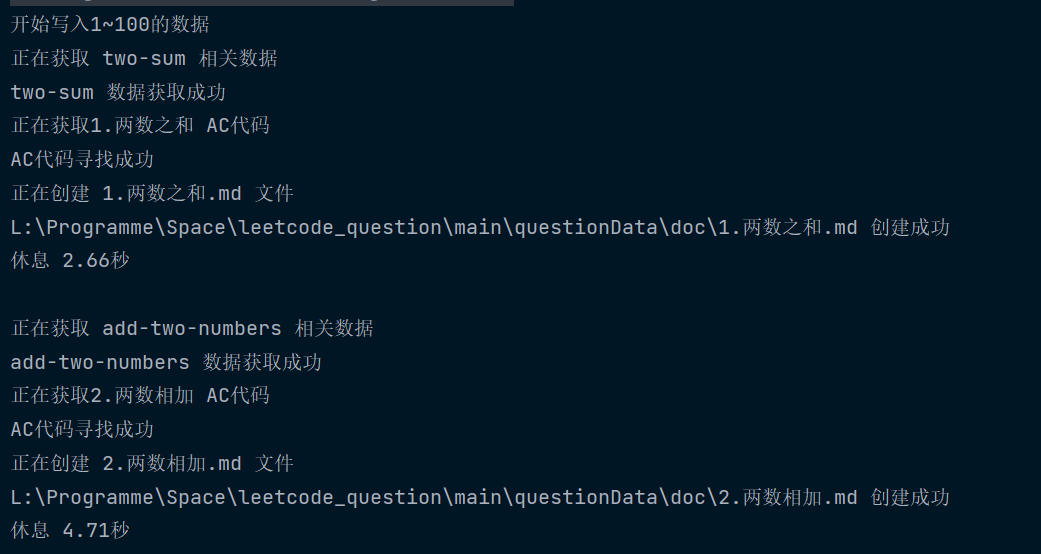 开始写入1~100的数据
正在获取 two-sum 相关数据
two-sum 数据获取成功
正在获取1.两数之和 AC代码
AC代码寻找成功
正在创建 1.两数之和.md 文件
L:\Programme\Space\leetcode_question\main\questionData\doc\1.两数之和.md 创建成功
休息 2.66秒
正在获取 add-two-numbers 相关数据
add-two-numbers 数据获取成功
正在获取2.两数相加 AC代码
AC代码寻找成功
正在创建 2.两数相加.md 文件
L:\Programme\Space\leetcode_question\main\questionData\doc\2.两数相加.md 创建成功
休息 4.71秒